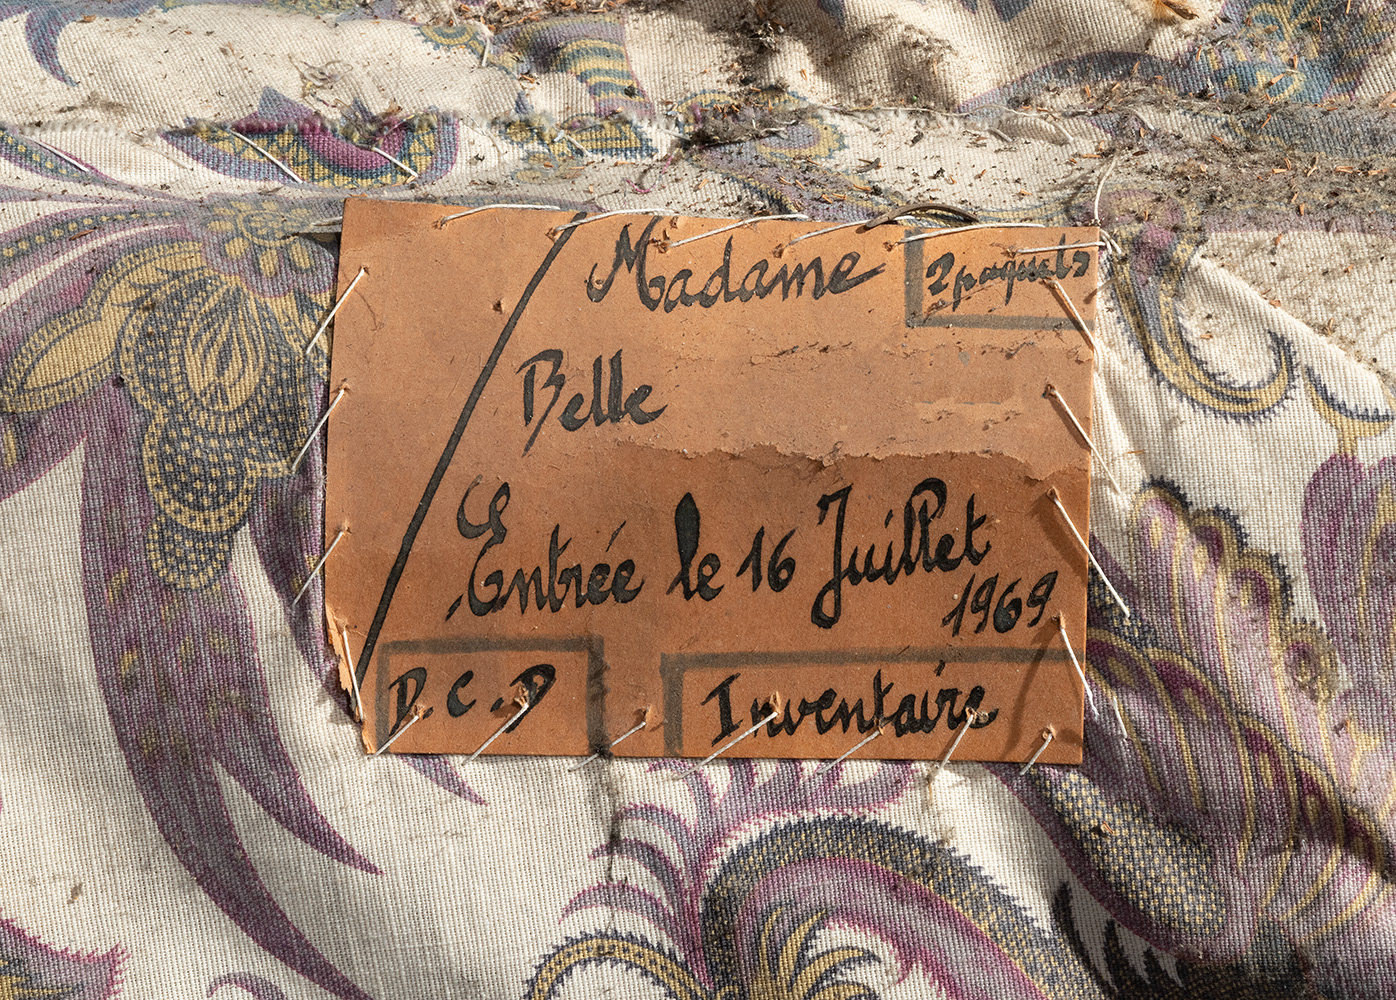 Madame
2 paquets
Belle
Entrée le 16 Juillet
1969
D.C.D
Inventaire